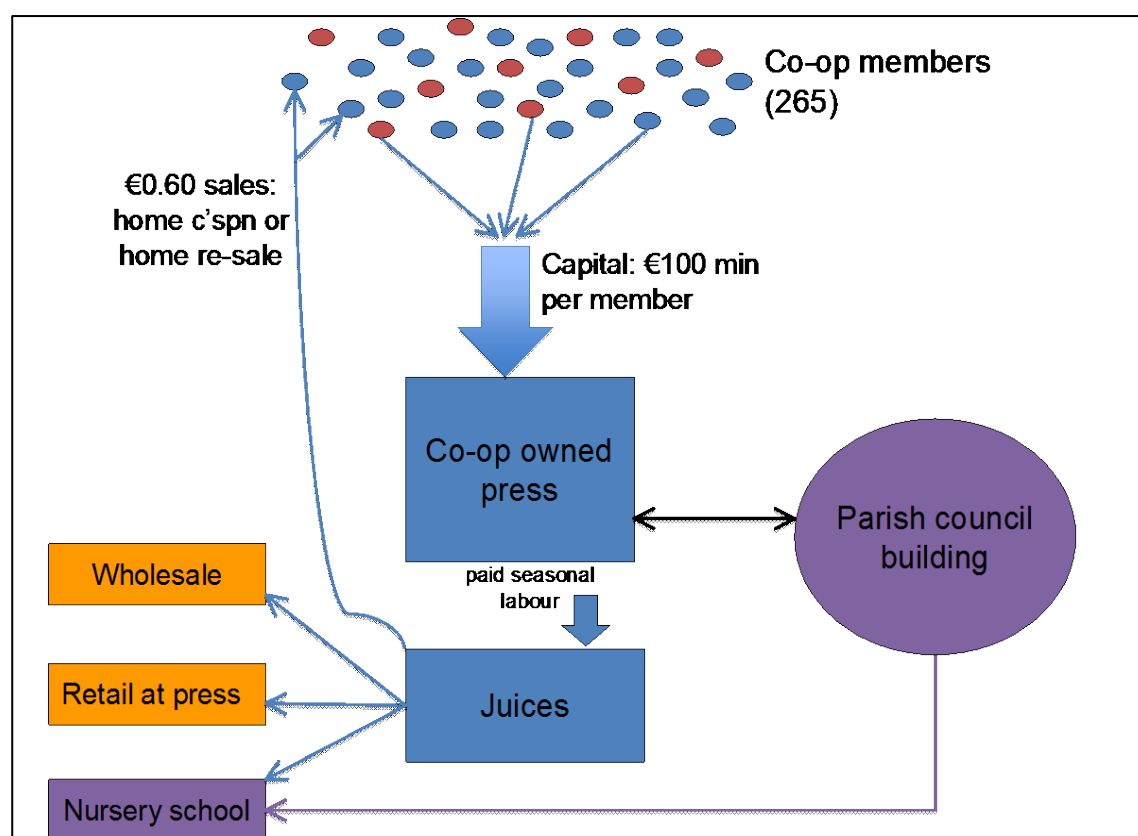 Co-op members
(265)
€0.60 sales:
home c'spn or
home re-sale
Capital: €100 min
per member
Co-op owned
press
Parish council
building
paid seasonal
labour
Wholesale
Retail at press
Juices
Nursery school